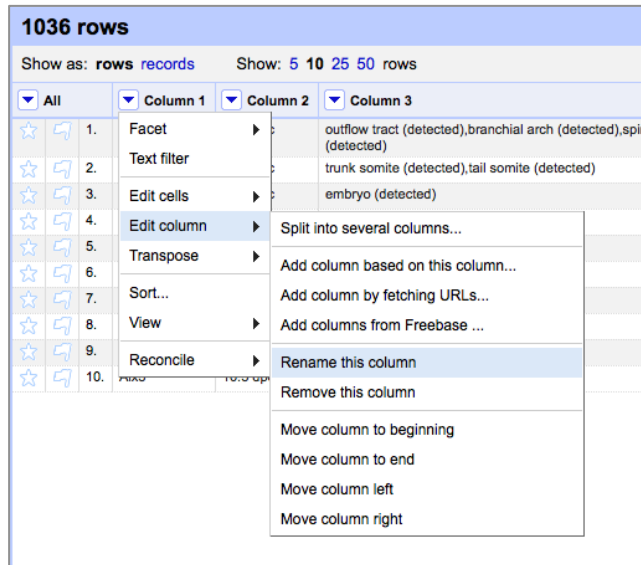 1036 rows
Show as: rows records Show: 5 10 25 50 rows
All Column 1 Column 2 Column 3
1. outflow tract (detected),branchial arch (detected),spi
(detected)
2. trunk somite (detected),tail somite (detected)
3. embryo (detected)
4.
5.
6.
7.
8.
9.
10.
Facet
Text filter
Edit cells
Edit column
Transpose
Sort...
View
Reconcile
Split into several columns...
Add column based on this column...
Add column by fetching URLs...
Add columns from Freebase ...
Rename this column
Remove this column
Move column to beginning
Move column to end
Move column left
Move column right